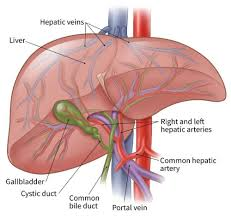 Hepatic veins
Liver
Right and left
hepatic arteries
Common hepatic
artery
Gallbladder
Cystic duct
Common
bile duct
Portal vein